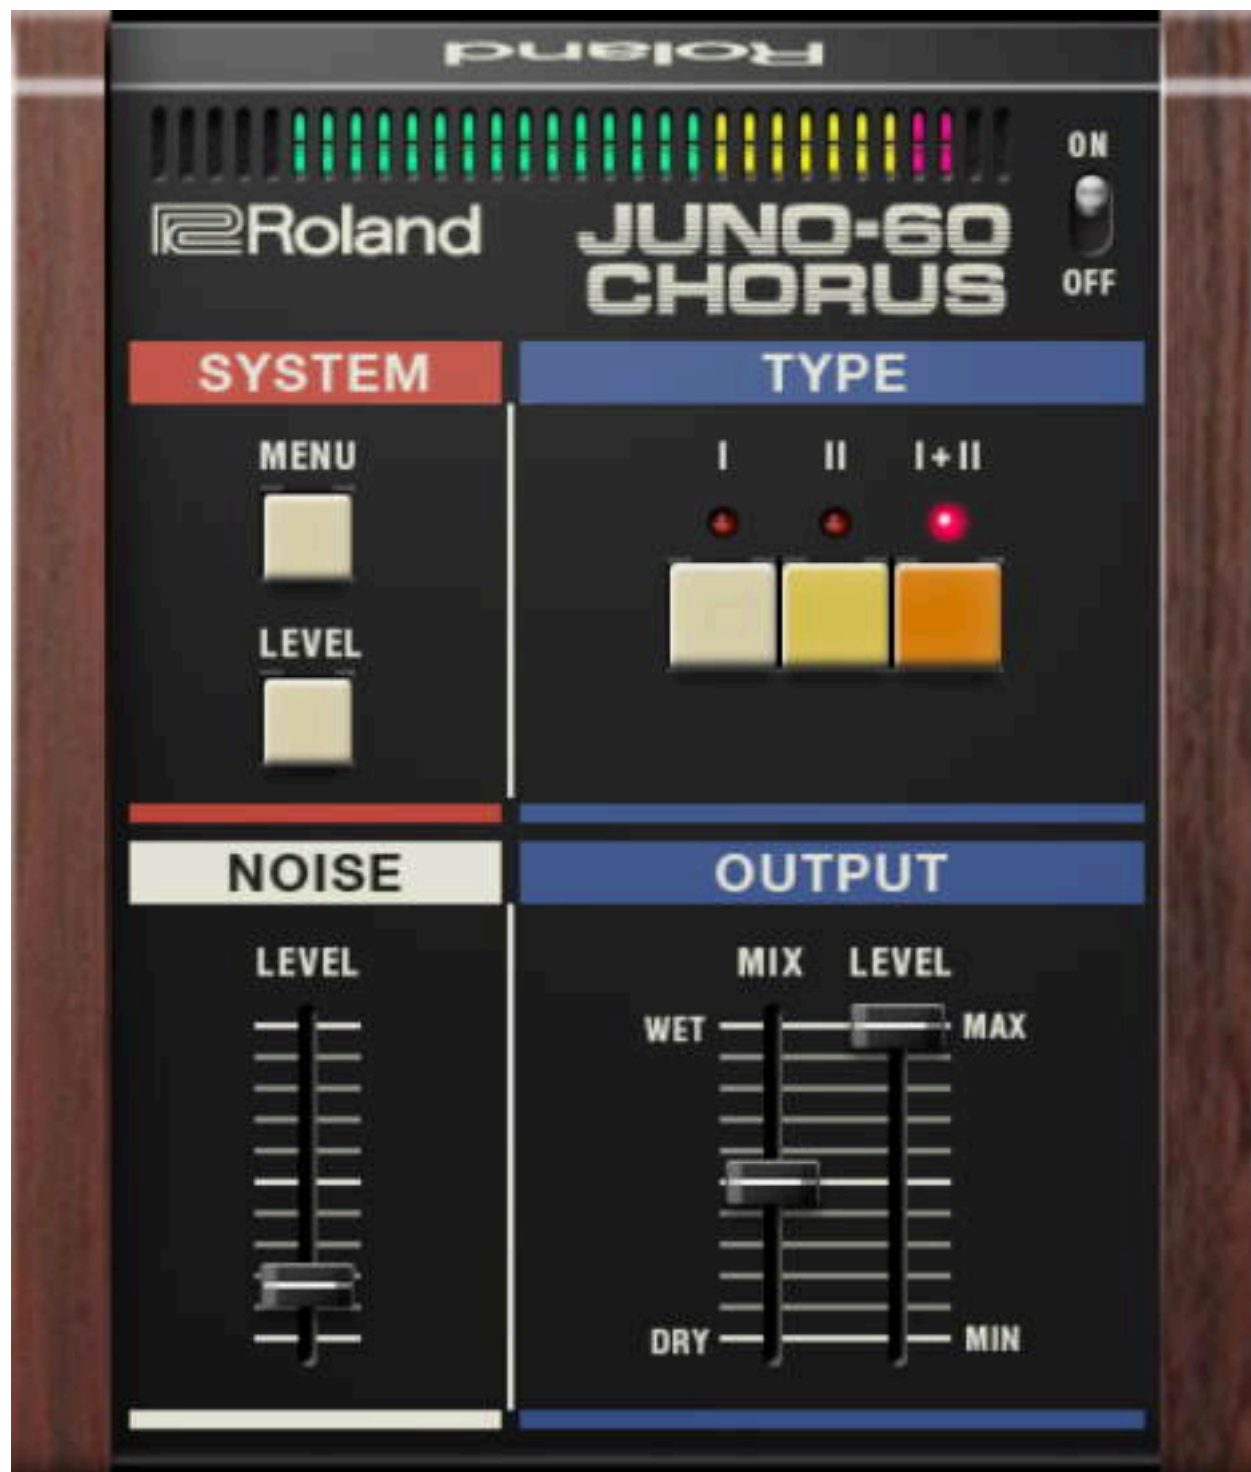 Roland
ON
Roland
JUNO-60
CHORUS
OFF
SYSTEM
TYPE
MENU
I
II
I+II
LEVEL
NOISE
OUTPUT
LEVEL
MIX
LEVEL
WET
MAX
DRY
MIN